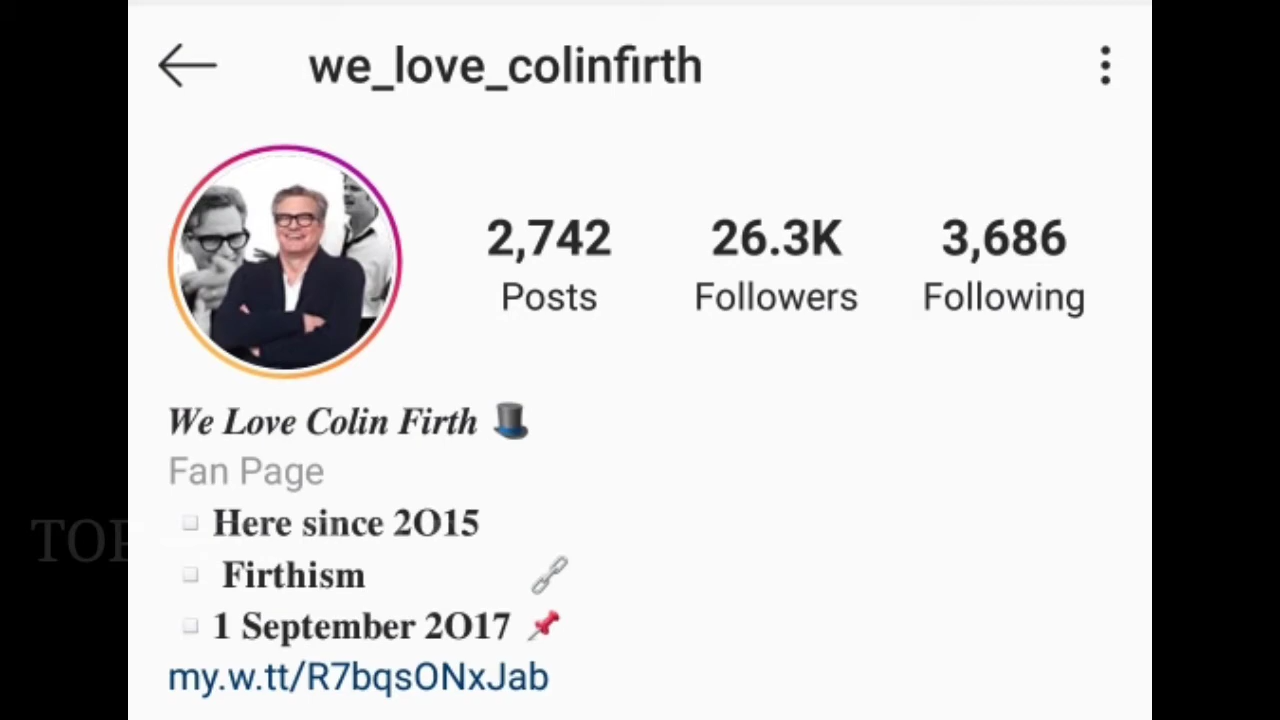 we_love_colinfirth
2,742 26.3K 3,686
Posts Followers Following
We Love Colin Firth 🎩
Fan Page
▫️Here since 2O15
▫️ Firthism 🔗
▫️1 September 2O17 📌
my.w.tt/R7bqsONxJab
TOP